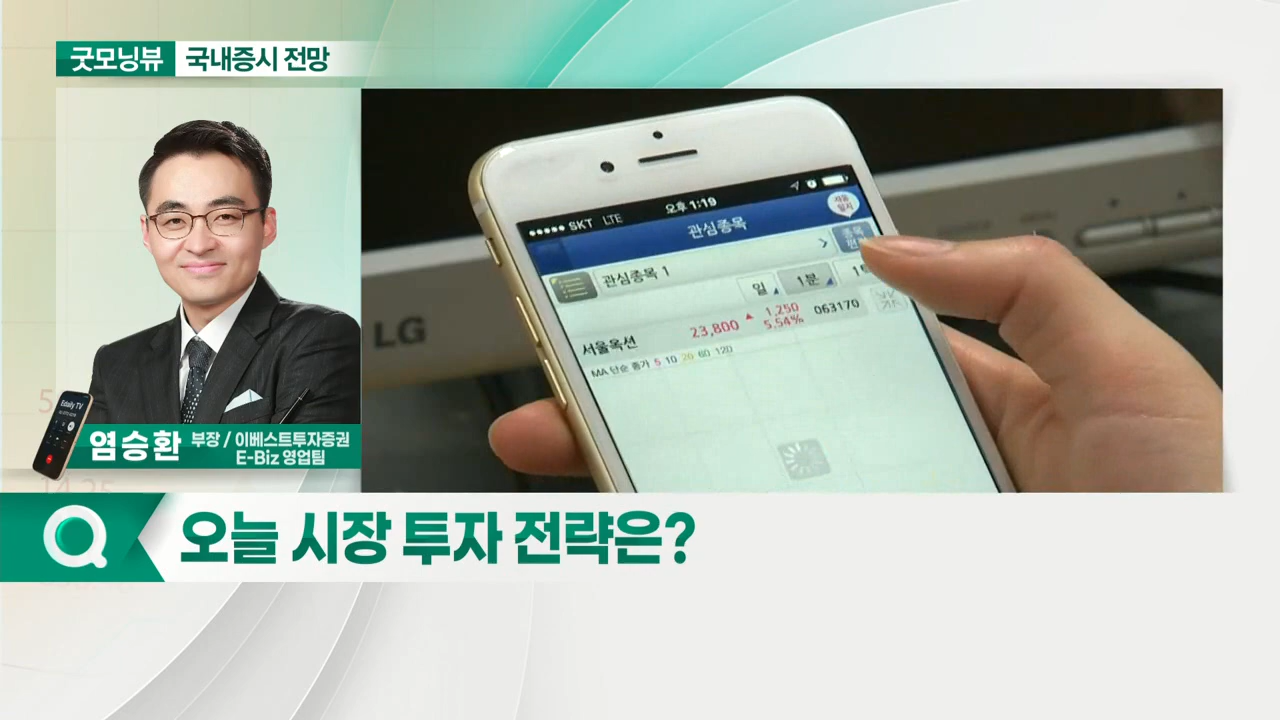 굿모닝뷰 국내증시 전망
SKT LTE 오후 1:19
관심종목
종목
관심종목 1
일 1분
서울옥션 23,800 ▲ 1,250 063170
5.54%
MA 단순 종가 5 10 20 60 120
LG
Edaily TV
염승환 부장 / 이베스트투자증권
E-Biz 영업팀
Q 오늘 시장 투자 전략은?